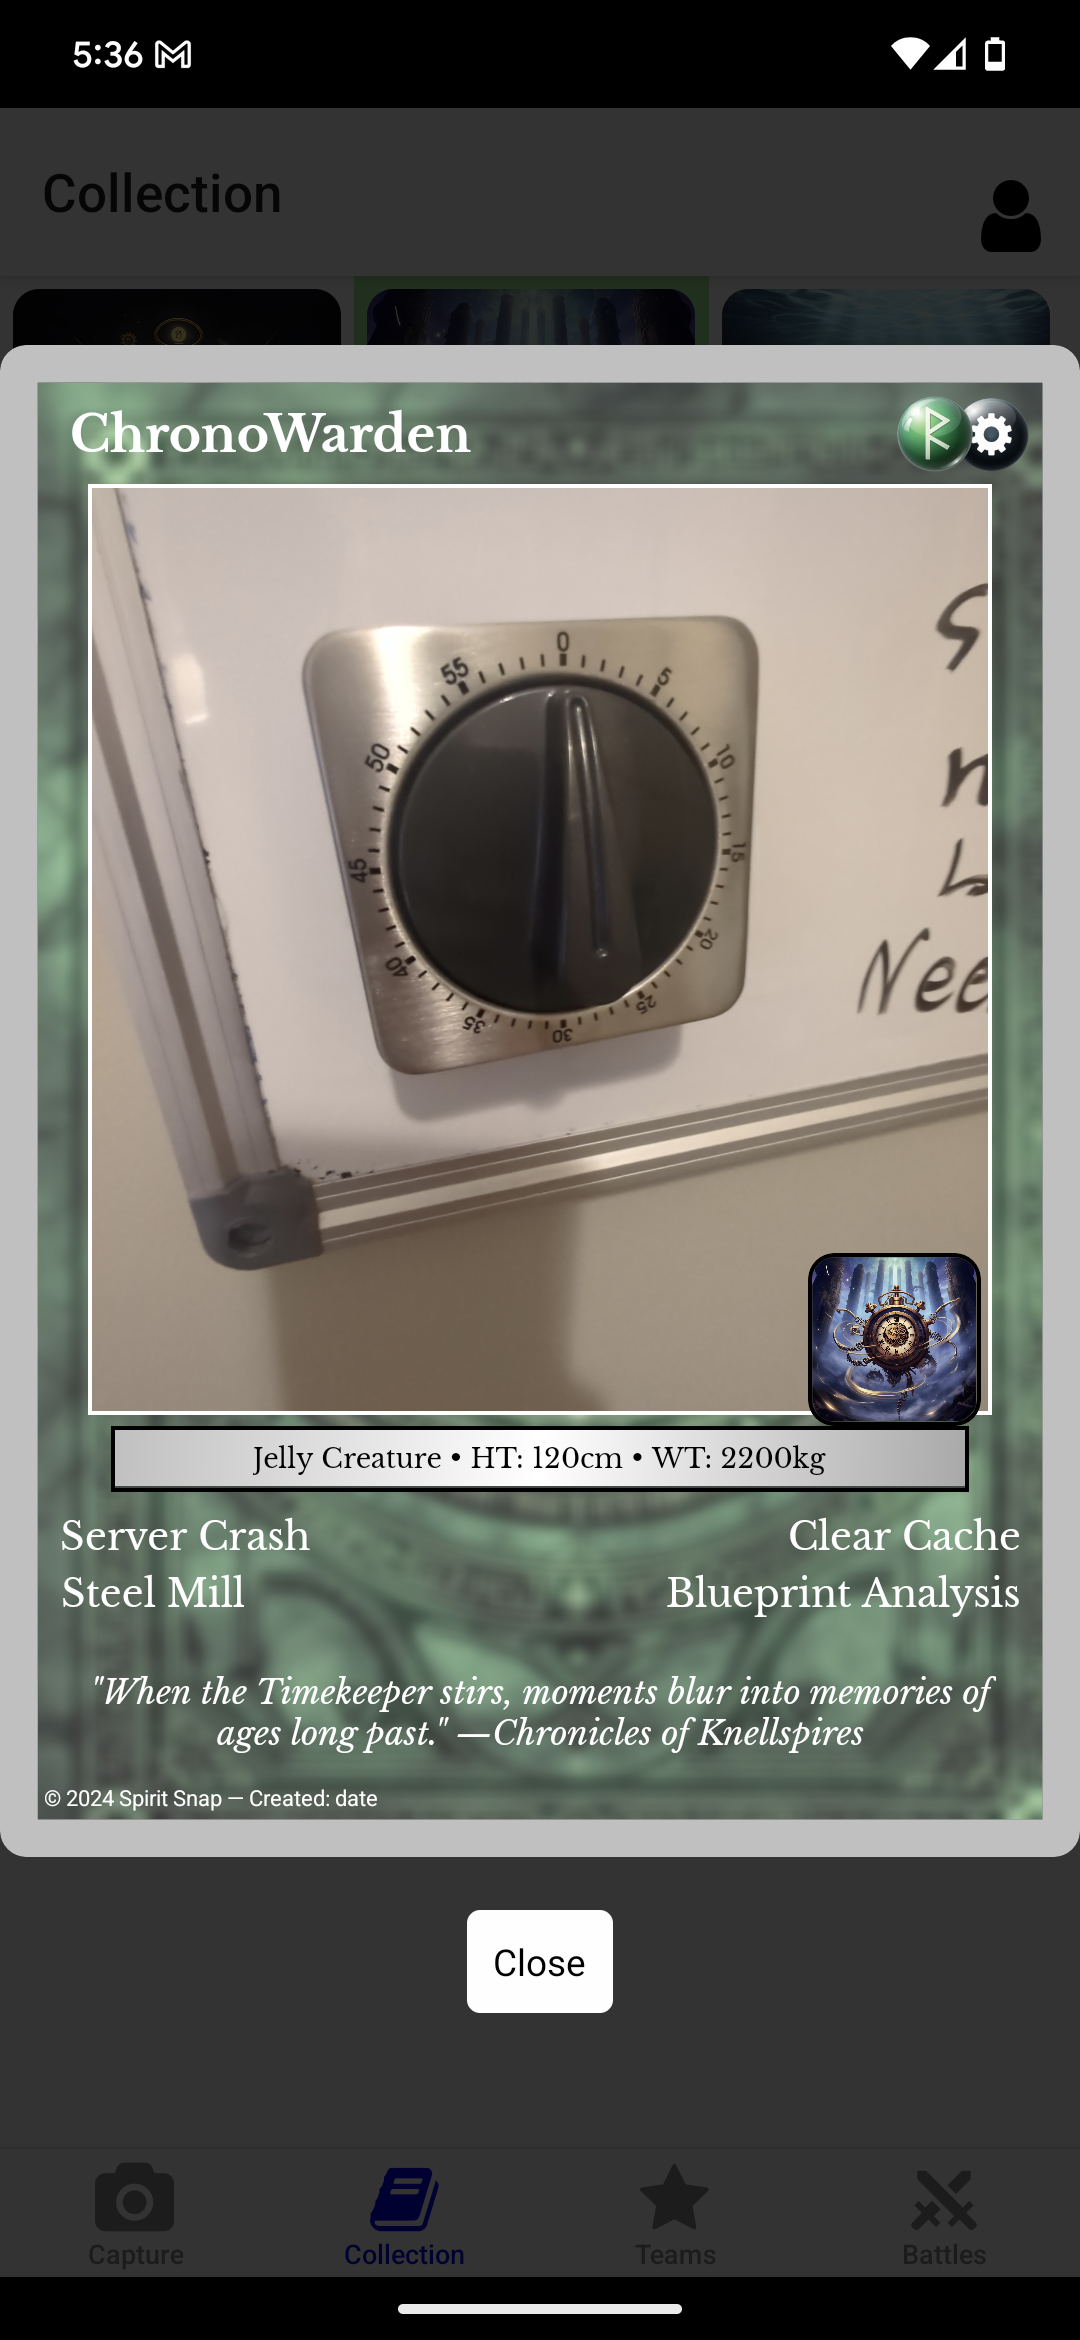 5:36
Collection
ChronoWarden
0
5
10
15
20
25
30
35
40
45
50
55
Nee
Jelly Creature • HT: 120cm • WT: 2200kg
Server Crash Clear Cache
Steel Mill Blueprint Analysis
"When the Timekeeper stirs, moments blur into memories of
ages long past." —Chronicles of Knellspires
© 2024 Spirit Snap — Created: date
Close
Capture Collection Teams Battles